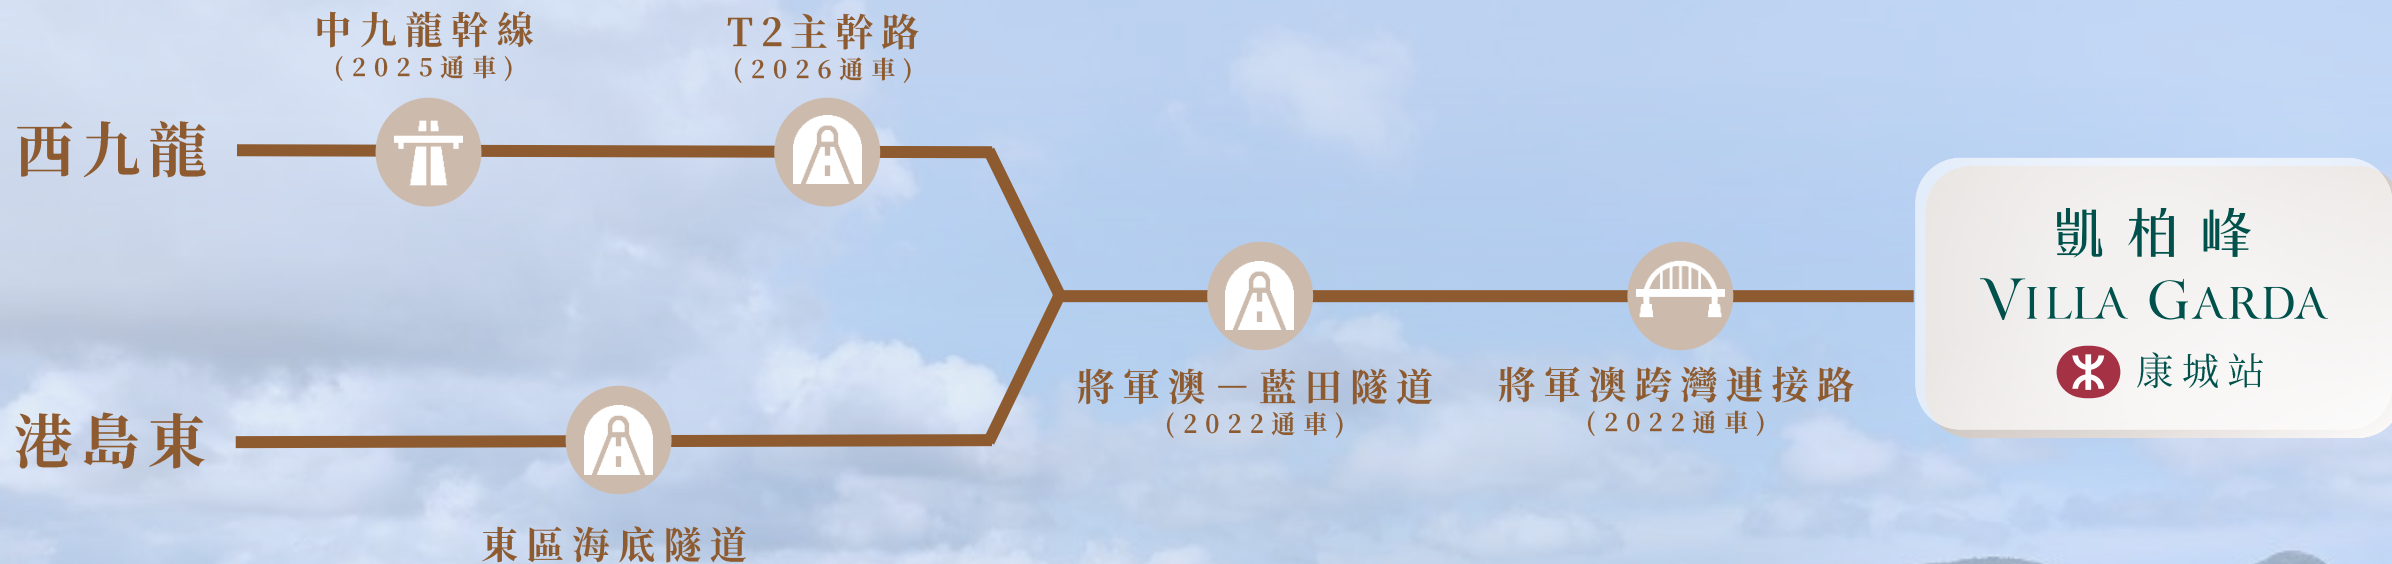 中九龍幹線
(2025通車)
T2主幹路
(2026通車)
西九龍
將軍澳－藍田隧道
(2022通車)
將軍澳跨灣連接路
(2022通車)
凱柏峰
VILLA GARDA
康城站
港島東
東區海底隧道